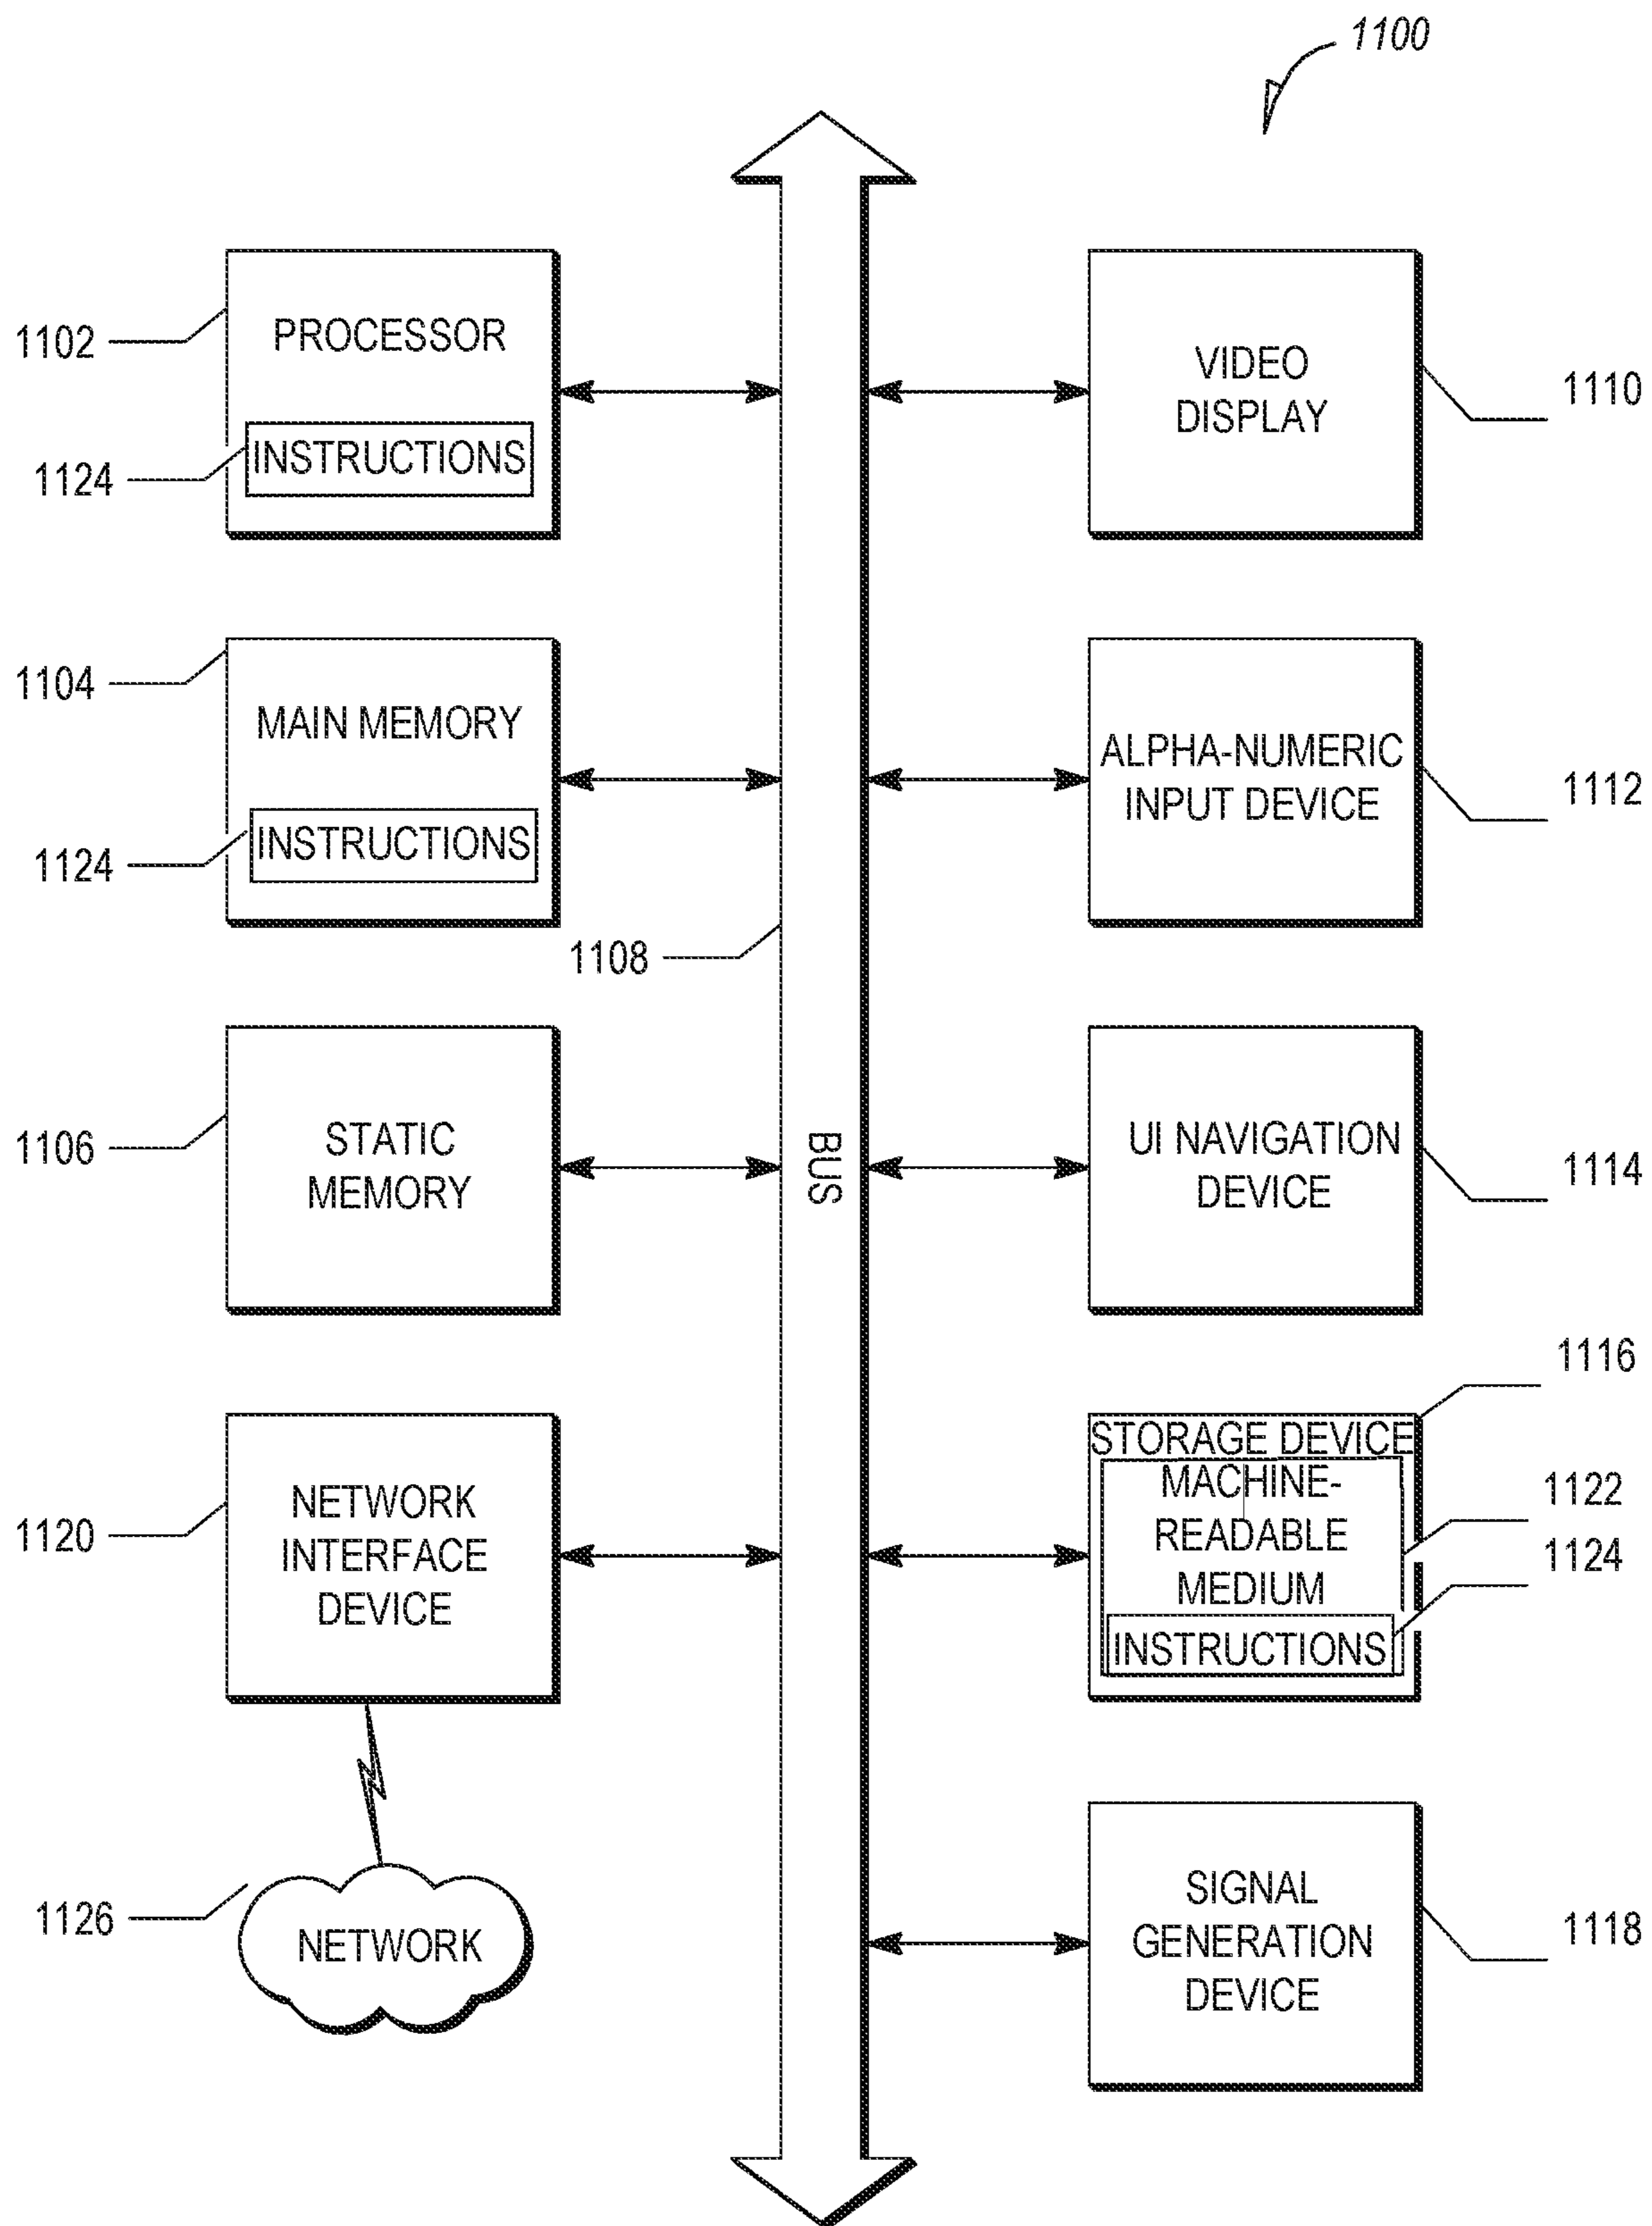 1100
1102
PROCESSOR
1124
INSTRUCTIONS
1104
MAIN MEMORY
1124
INSTRUCTIONS
1108
1106
STATIC
MEMORY
1120
NETWORK
INTERFACE
DEVICE
1126
NETWORK
BUS
VIDEO
DISPLAY
1110
ALPHA-NUMERIC
INPUT DEVICE
1112
UI NAVIGATION
DEVICE
1114
1116
STORAGE DEVICE
MACHINE-
READABLE
MEDIUM
1122
1124
INSTRUCTIONS
SIGNAL
GENERATION
DEVICE
1118